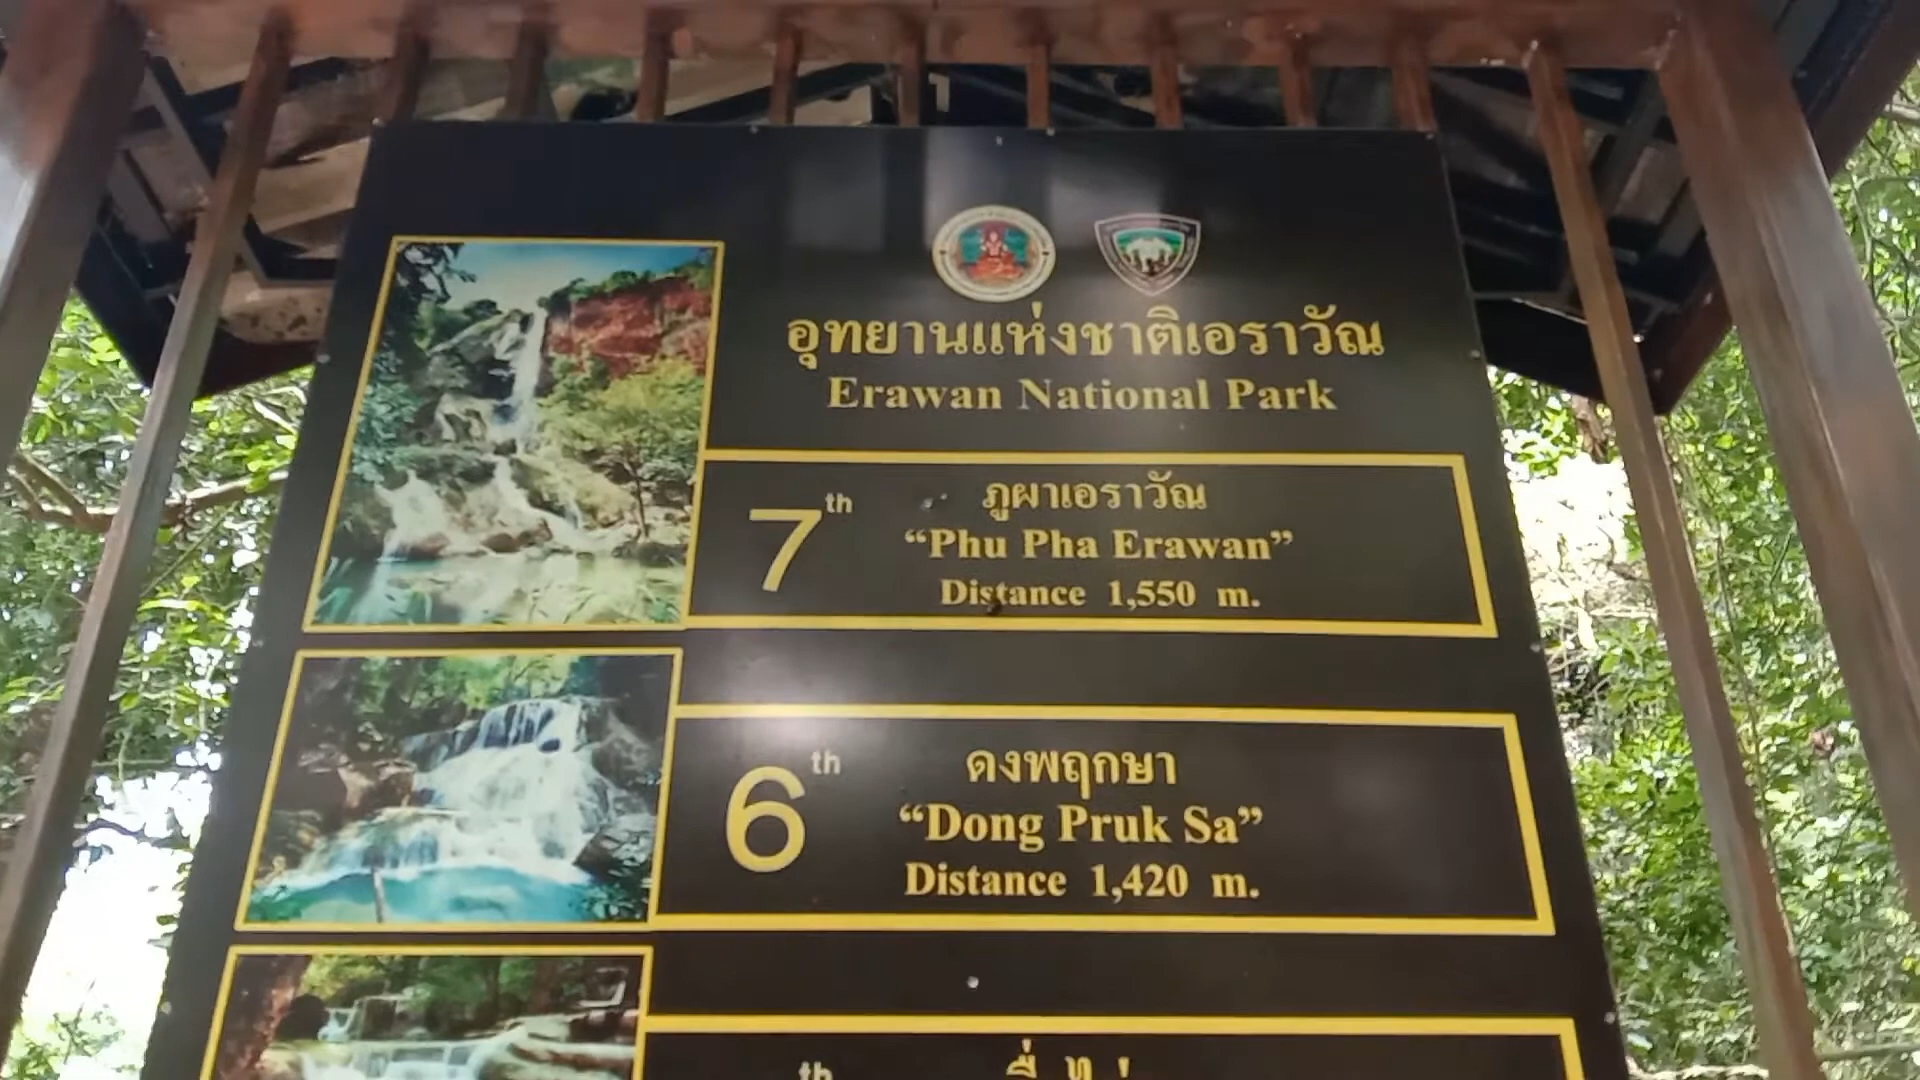 อุทยานแห่งชาติเอราวัณ
Erawan National Park
7th
ภูผาเอราวัณ
“Phu Pha Erawan”
Distance 1,550 m.
6th
ดงพฤกษา
“Dong Pruk Sa”
Distance 1,420 m.
th